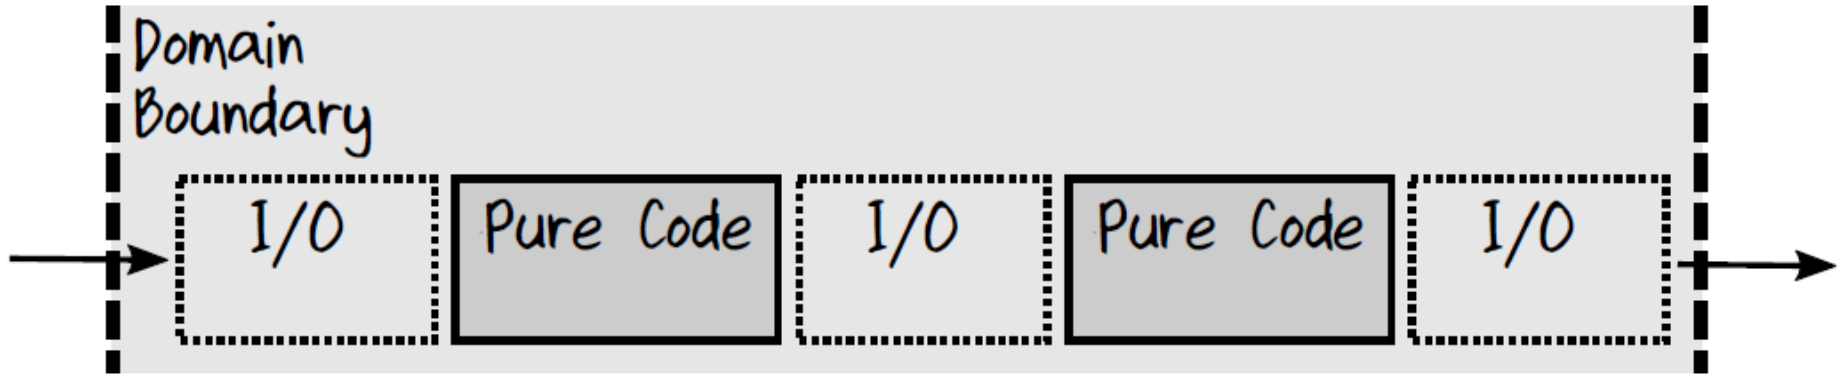 Domain
Boundary
I/O
Pure Code
I/O
Pure Code
I/O